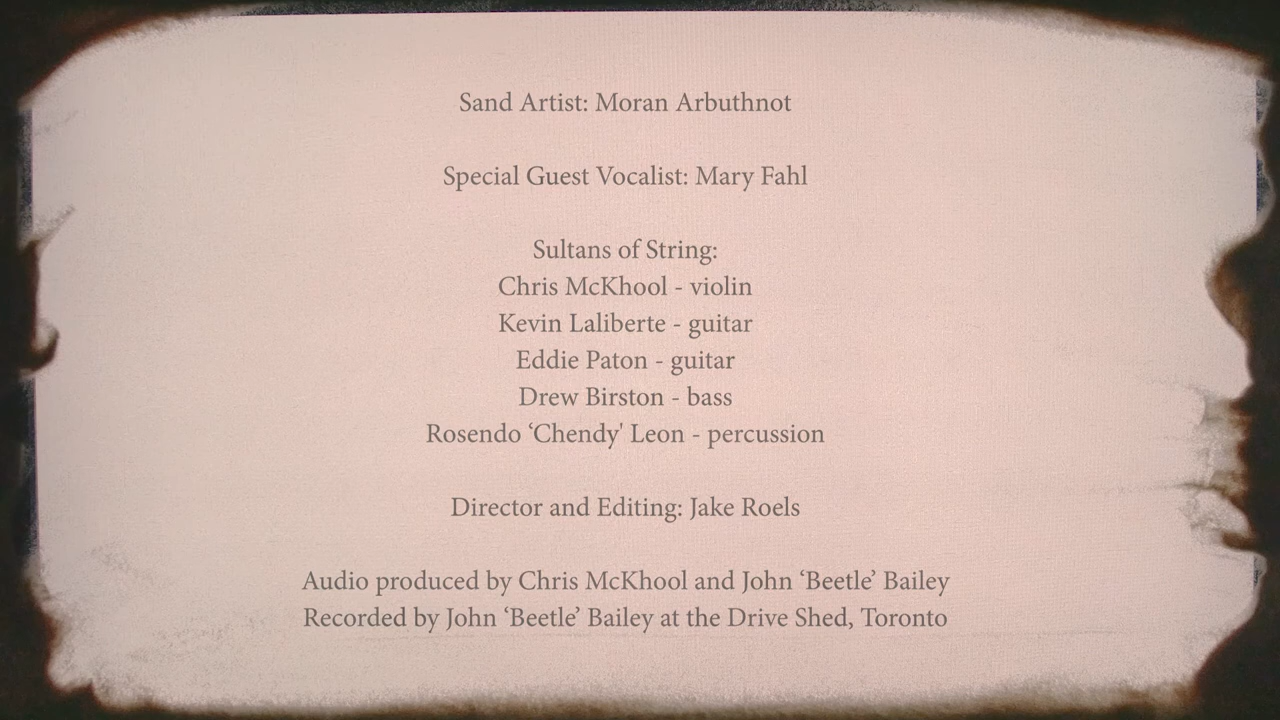 Sand Artist: Moran Arbuthnot
Special Guest Vocalist: Mary Fahl
Sultans of String:
Chris McKhool - violin
Kevin Laliberte - guitar
Eddie Paton - guitar
Drew Birston - bass
Rosendo ‘Chendy' Leon - percussion
Director and Editing: Jake Roels
Audio produced by Chris McKhool and John ‘Beetle’ Bailey
Recorded by John ‘Beetle’ Bailey at the Drive Shed, Toronto